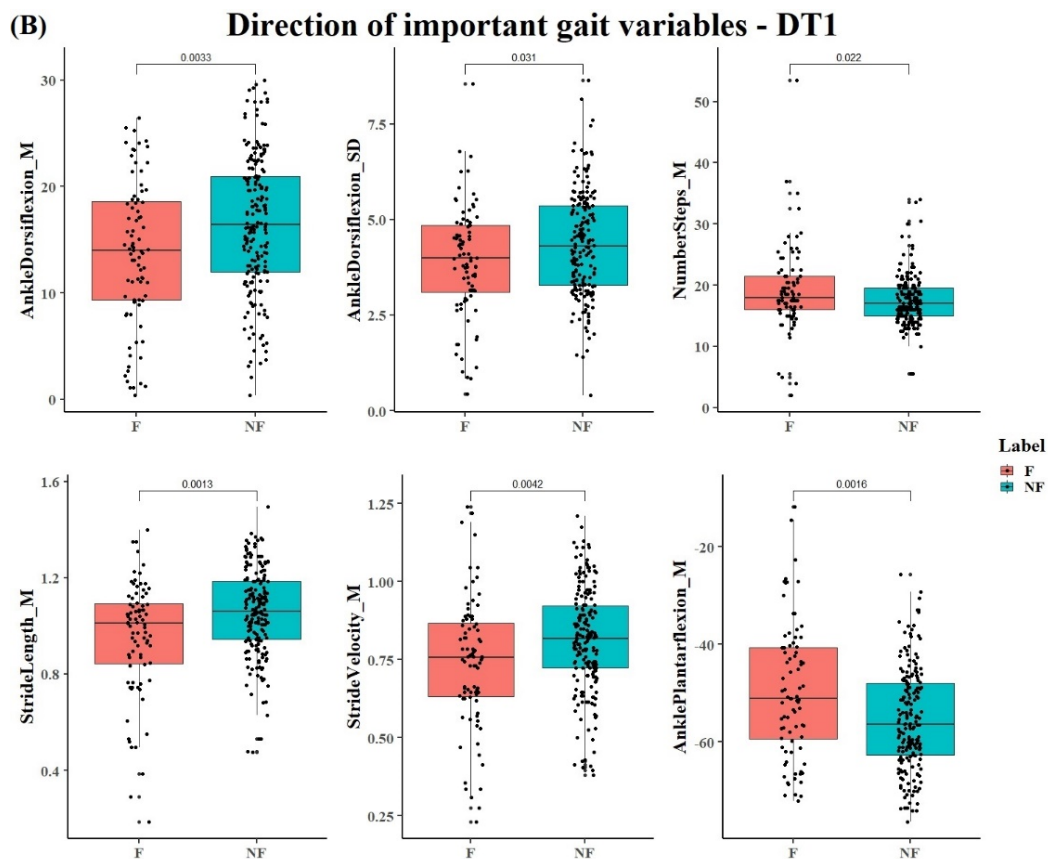 (B) Direction of important gait variables - DT1
AnkleDorsiflexion_M
30
20
10
0
0.0033
F NF
AnkleDorsiflexion_SD
7.5
5.0
2.5
0.0
0.031
F NF
NumberSteps_M
50
40
30
20
10
0
0.022
F NF
StrideLength_M
1.6
1.2
0.8
0.4
0.0013
F NF
StrideVelocity_M
1.25
1.00
0.75
0.50
0.25
0.0042
F NF
AnklePlantarflexion_M
-20
-40
-60
0.0016
F NF
Label
F
NF